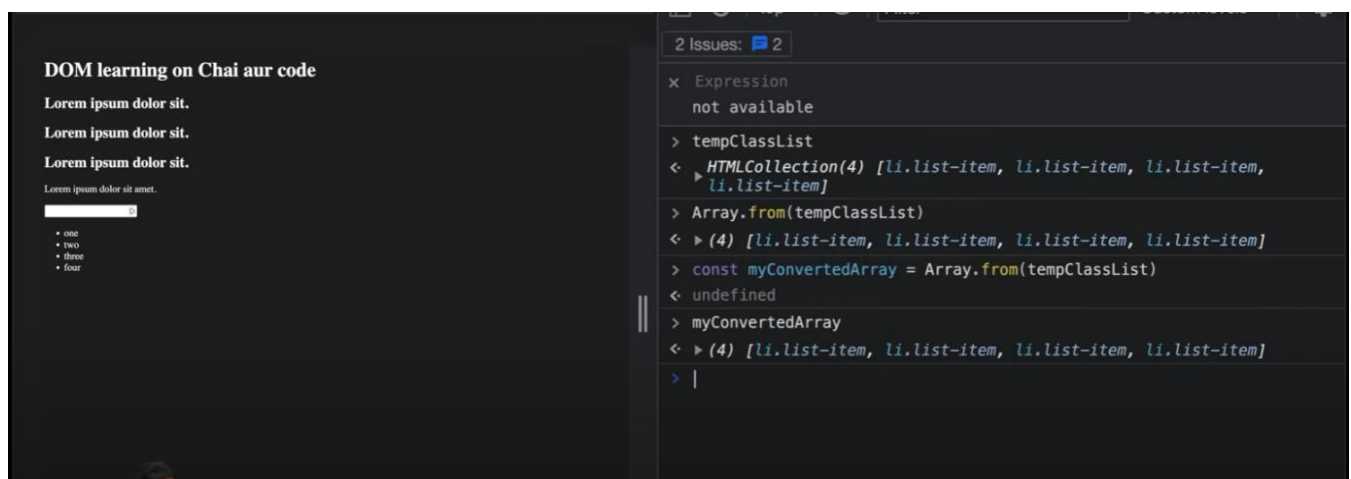 DOM learning on Chai aur code
Lorem ipsum dolor sit.
Lorem ipsum dolor sit.
Lorem ipsum dolor sit.
Lorem ipsum dolor sit amet.
• one
• two
• three
• four
2 Issues: 2
× Expression
not available
> tempClassList
HTMLCollection(4) [li.list-item, li.list-item, li.list-item,
li.list-item]
> Array.from(tempClassList)
(4) [li.list-item, li.list-item, li.list-item, li.list-item]
> const myConvertedArray = Array.from(tempClassList)
undefined
> myConvertedArray
(4) [li.list-item, li.list-item, li.list-item, li.list-item]
>